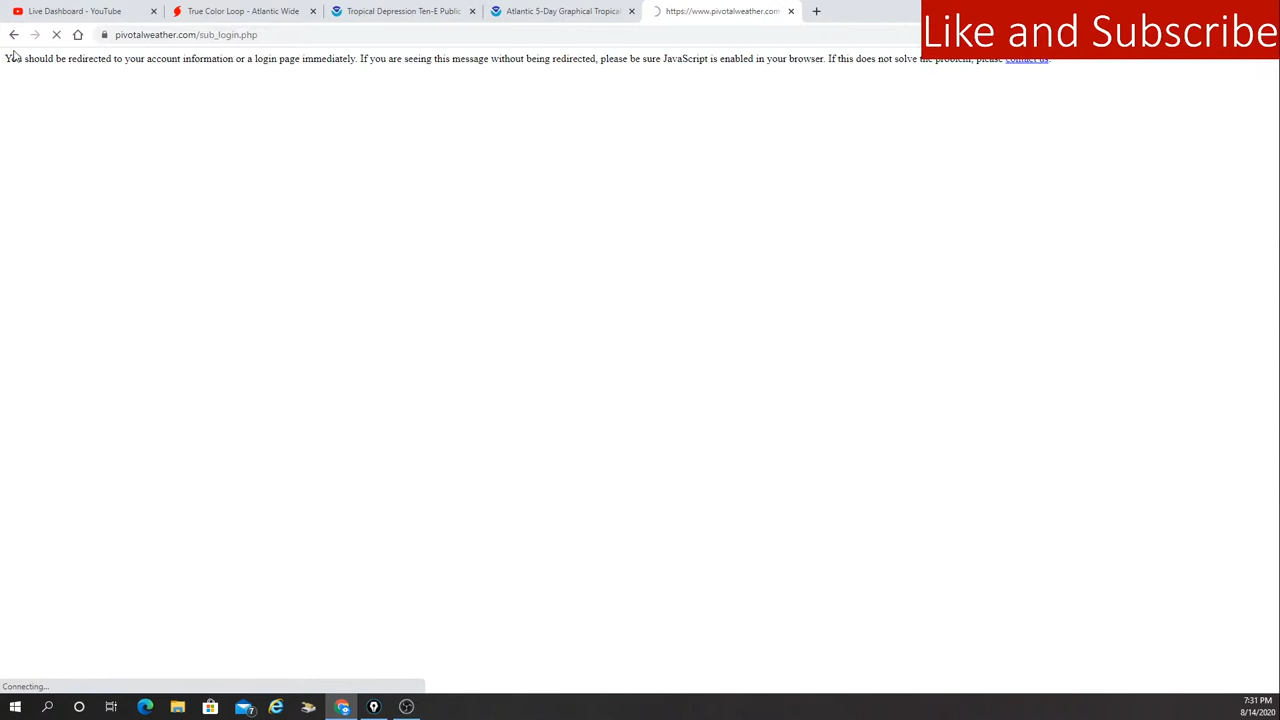 Live Dashboard - YouTube
True Color Loop - Atlantic Wide
Tropical Depression Ten-E Public
Atlantic 5-Day Graphical Tropical
https://www.pivotalweather.com
Like and Subscribe
pivotalweather.com/sub_login.php
You should be redirected to your account information or a login page immediately. If you are seeing this message without being redirected, please be sure JavaScript is enabled in your browser. If this does not solve the problem, please contact us.
Connecting...
7
7:31 PM
8/14/2020